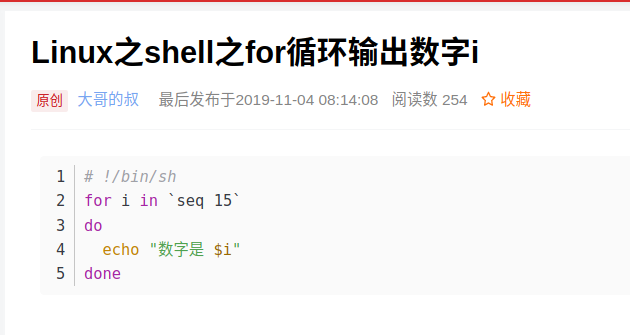 Linux之shell之for循环输出数字i
原创 大哥的叔 最后发布于2019-11-04 08:14:08 阅读数 254 收藏
1 # !/bin/sh
2 for i in `seq 15`
3 do
4   echo "数字是 $i"
5 done